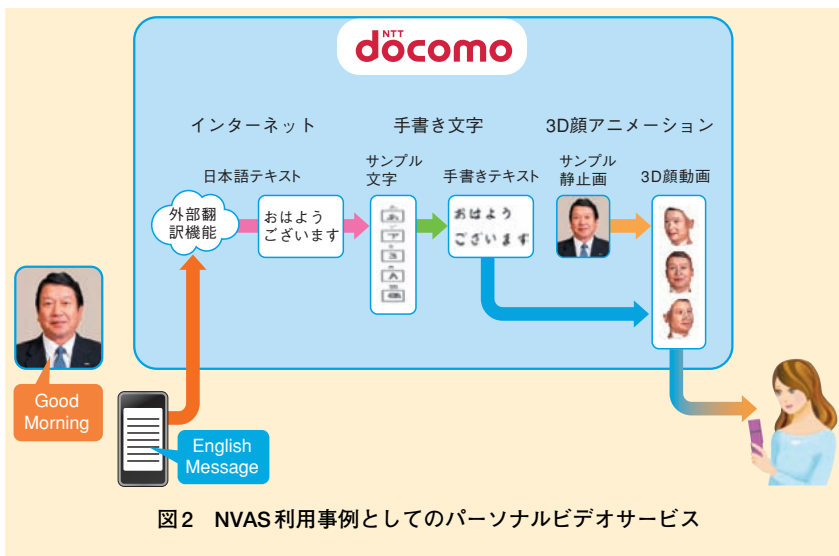 NTT
döcomo
インターネット
手書き文字
3D顔アニメーション
日本語テキスト
サンプル
文字
手書きテキスト
サンプル
静止画
3D顔動画
外部翻
訳機能
おはよう
ございます
あ
ア
3
A
おはよう
ございます
Good
Morning
English
Message
図2 NVAS利用事例としてのパーソナルビデオサービス